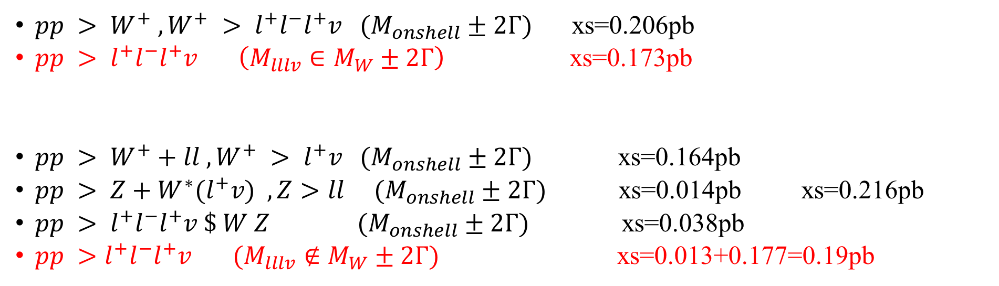 • pp > W⁺ ,W⁺ > l⁺l⁻l⁺v (M_onshell ± 2Γ) xs=0.206pb
• pp > l⁺l⁻l⁺v (M_lllv ∈ M_W ± 2Γ) xs=0.173pb
• pp > W⁺ + ll ,W⁺ > l⁺v (M_onshell ± 2Γ) xs=0.164pb
• pp > Z + W*(l⁺v) ,Z > ll (M_onshell ± 2Γ) xs=0.014pb xs=0.216pb
• pp > l⁺l⁻l⁺v $ W Z (M_onshell ± 2Γ) xs=0.038pb
• pp > l⁺l⁻l⁺v (M_lllv ∉ M_W ± 2Γ) xs=0.013+0.177=0.19pb